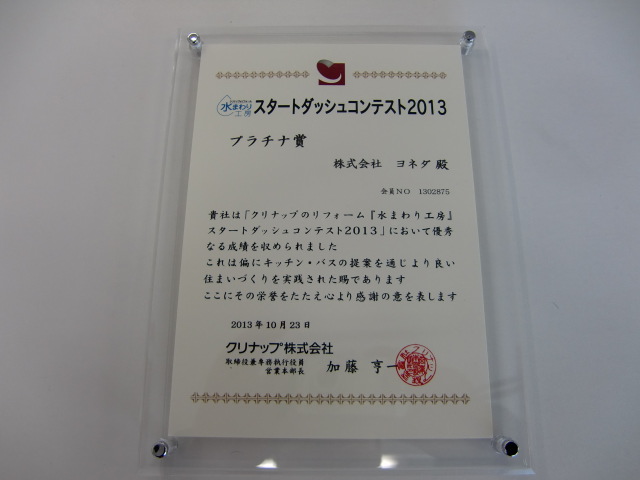 水まわり工房 スタートダッシュコンテスト2013
プラチナ賞
株式会社 ヨネダ 殿
会員NO 1302875
貴社は「クリナップのリフォーム『水まわり工房』
スタートダッシュコンテスト2013」において優秀
なる成績を収められました
これは偏にキッチン・バスの提案を通じより良い
住まいづくりを実践された賜であります
ここにその栄誉をたたえ心より感謝の意を表します
2013年10月23日
クリナップ株式会社
取締役兼専務執行役員
営業本部長
加藤 亨一